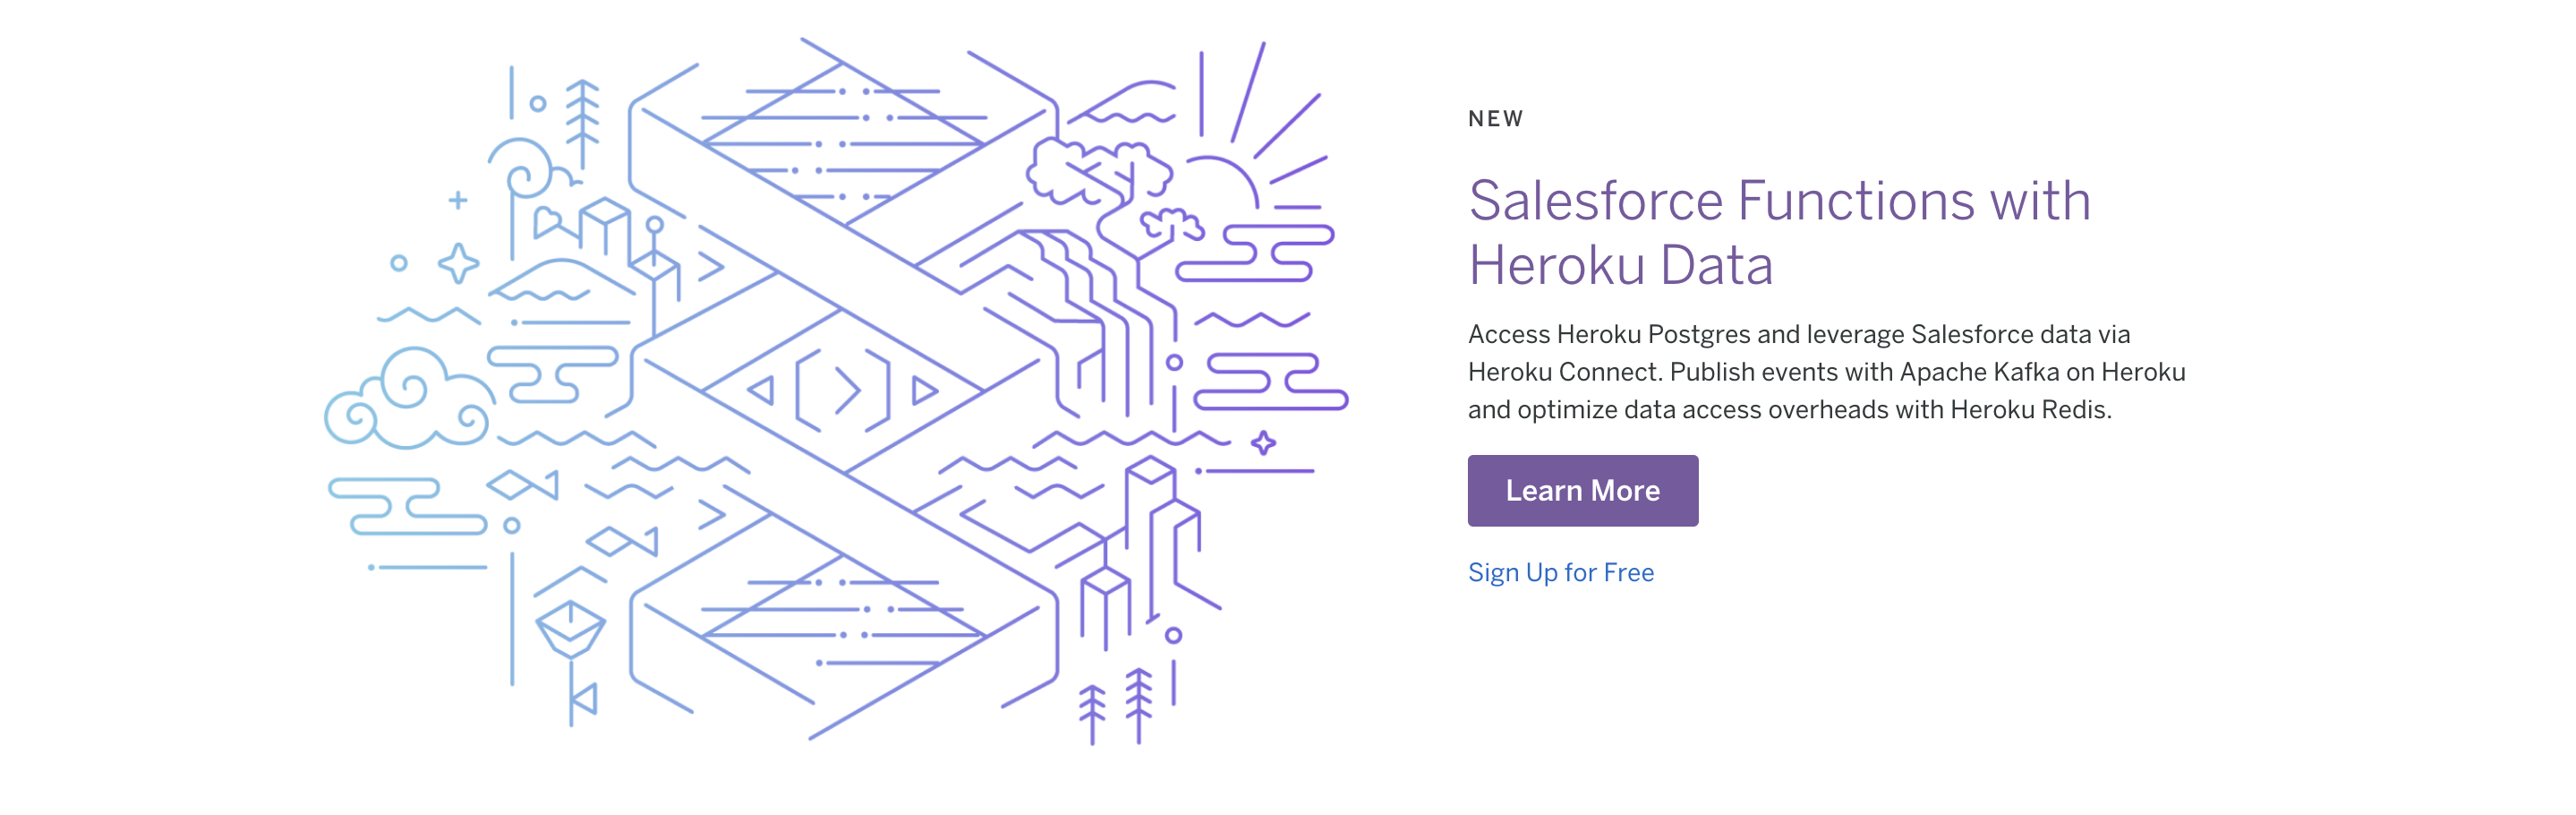 NEW
Salesforce Functions with
Heroku Data
Access Heroku Postgres and leverage Salesforce data via
Heroku Connect. Publish events with Apache Kafka on Heroku
and optimize data access overheads with Heroku Redis.
Learn More
Sign Up for Free